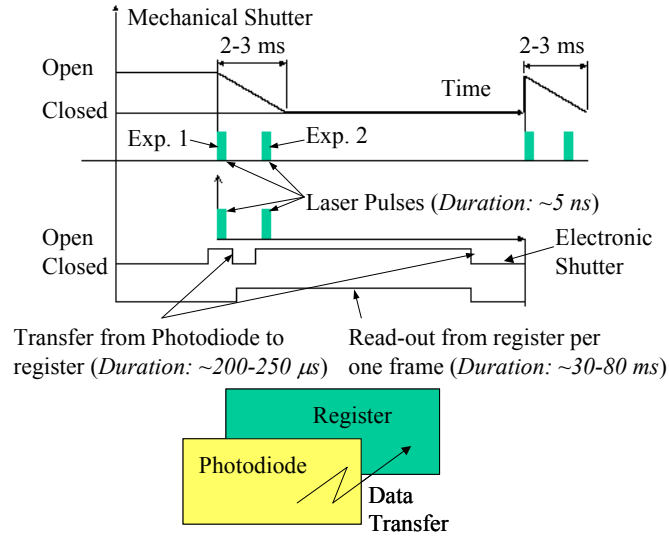 Mechanical Shutter
2-3 ms
2-3 ms
Open
Time
Closed
Exp. 1
Exp. 2
Laser Pulses (Duration: ~5 ns)
Open
Electronic
Closed
Shutter
Transfer from Photodiode to
register (Duration: ~200-250 μs)
Read-out from register per
one frame (Duration: ~30-80 ms)
Register
Photodiode
Data
Transfer